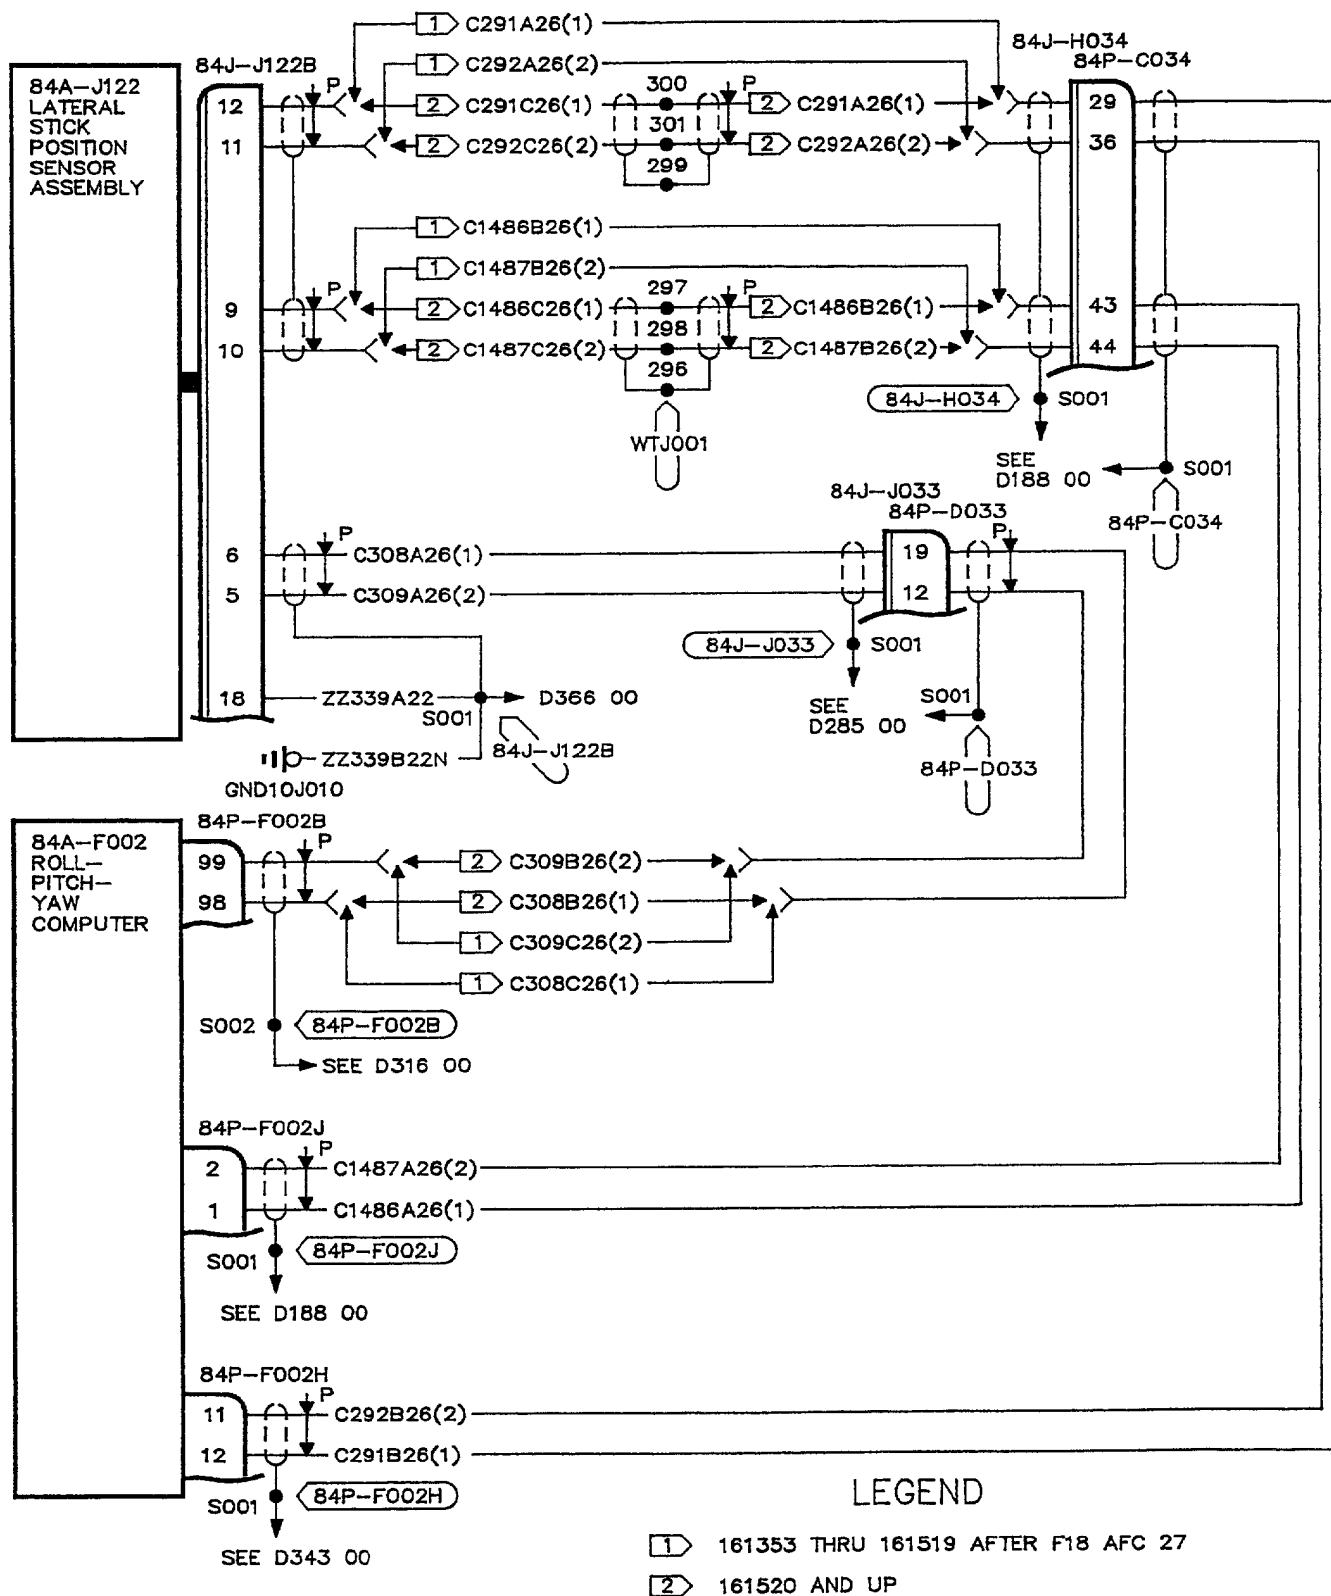 1 C291A26(1)
84J-H034
84J-J122B P 1 C292A26(2) 84P-C034
84A-J122
LATERAL
STICK
POSITION
SENSOR
ASSEMBLY
12 2 C291C26(1) 300 P 2 C291A26(1) 29
301
11 2 C292C26(2) 2 C292A26(2) 36
299
1 C1486B26(1)
1 C1487B26(2)
P 297 P
9 2 C1486C26(1) 2 C1486B26(1) 43
298
10 2 C1487C26(2) 2 C1487B26(2) 44
296
84J-H034 S001
WTJ001
SEE
D188 00 S001
84P-C034
84J-J033
84P-D033
P P
6 C308A26(1) 19
5 C309A26(2) 12
84J-J033 S001
18 ZZ339A22 S001 D366 00
SEE
D285 00 S001
84J-J122B
84P-D033
ZZ339B22N
GND10J010
84A-F002
ROLL-
PITCH-
YAW
COMPUTER
84P-F002B
P
99 2 C309B26(2)
98 2 C308B26(1)
1 C309C26(2)
1 C308C26(1)
S002 84P-F002B
SEE D316 00
84P-F002J
P
2 C1487A26(2)
1 C1486A26(1)
S001 84P-F002J
SEE D188 00
84P-F002H
P
11 C292B26(2)
12 C291B26(1)
S001 84P-F002H
SEE D343 00
LEGEND
1 161353 THRU 161519 AFTER F18 AFC 27
2 161520 AND UP